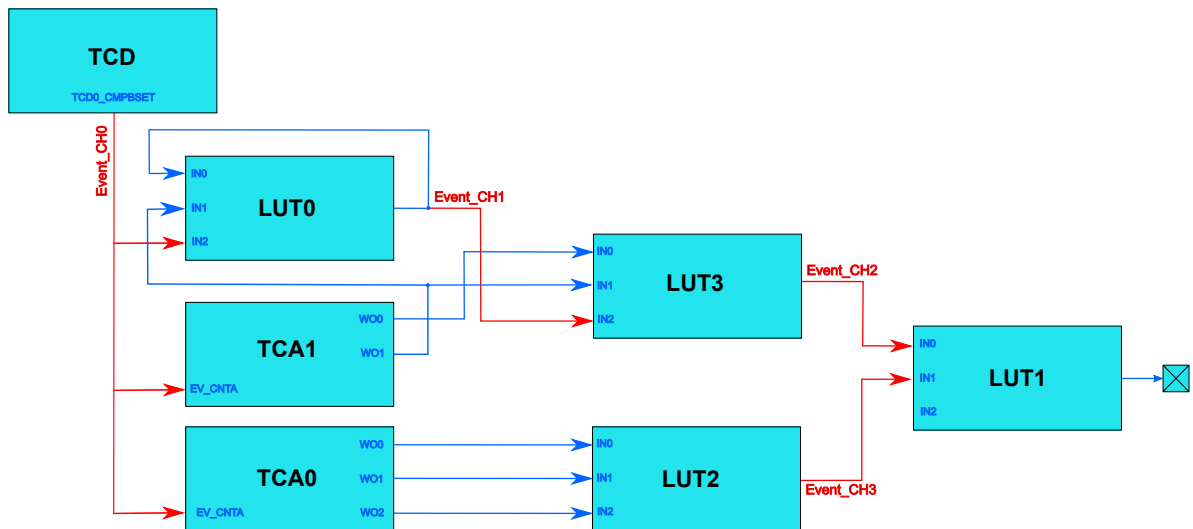 TCD
TCD0_CMPBSET
Event_CH0
IN0
IN1
LUT0
IN2
Event_CH1
IN0
IN1
LUT3
IN2
Event_CH2
WO0
TCA1
WO1
EV_CNTA
IN0
IN1
LUT1
IN2
WO0
TCA0
WO1
WO2
EV_CNTA
IN0
IN1
LUT2
IN2
Event_CH3